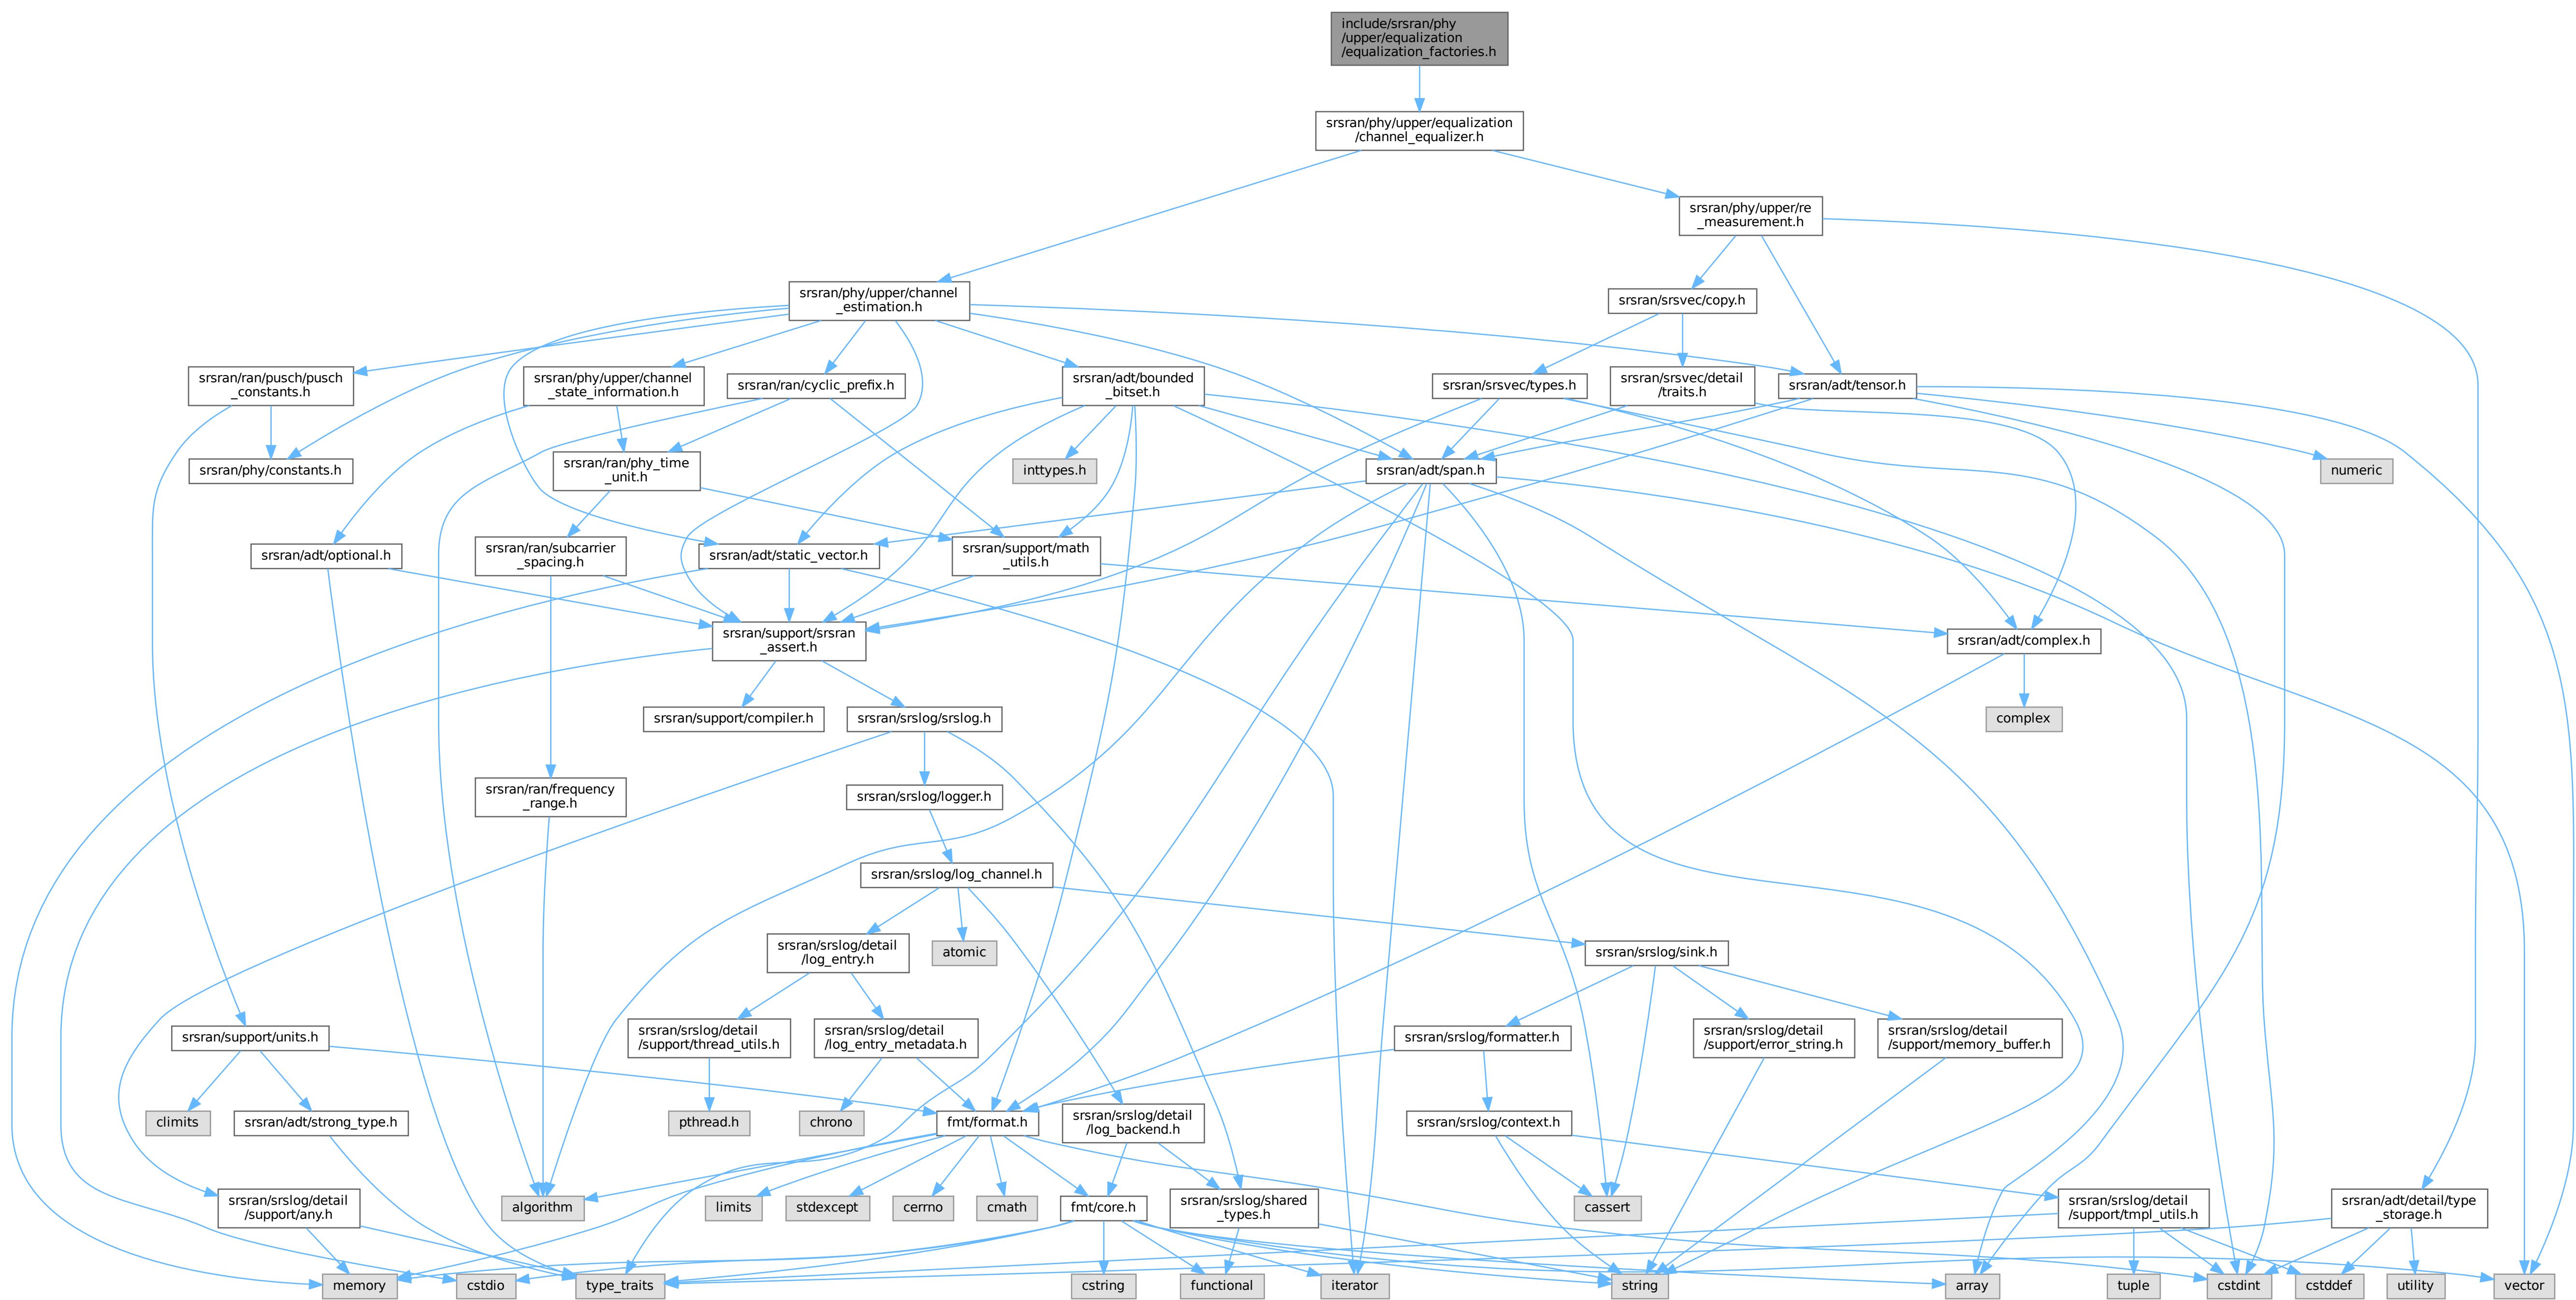 include/srsran/phy
/upper/equalization
/equalization_factories.h
srsran/phy/upper/equalization
/channel_equalizer.h
srsran/phy/upper/re
_measurement.h
srsran/phy/upper/channel
_estimation.h
srsran/srsvec/copy.h
srsran/ran/pusch/pusch
_constants.h
srsran/phy/upper/channel
_state_information.h
srsran/ran/cyclic_prefix.h
srsran/adt/bounded
_bitset.h
srsran/srsvec/types.h
srsran/srsvec/detail
/traits.h
srsran/adt/tensor.h
srsran/phy/constants.h
srsran/ran/phy_time
_unit.h
inttypes.h
srsran/adt/span.h
numeric
srsran/adt/optional.h
srsran/ran/subcarrier
_spacing.h
srsran/adt/static_vector.h
srsran/support/math
_utils.h
srsran/support/srsran
_assert.h
srsran/adt/complex.h
srsran/support/compiler.h
srsran/srslog/srslog.h
complex
srsran/ran/frequency
_range.h
srsran/srslog/logger.h
srsran/srslog/log_channel.h
srsran/srslog/detail
/log_entry.h
atomic
srsran/srslog/sink.h
srsran/support/units.h
srsran/srslog/detail
/support/thread_utils.h
srsran/srslog/detail
/log_entry_metadata.h
srsran/srslog/formatter.h
srsran/srslog/detail
/support/error_string.h
srsran/srslog/detail
/support/memory_buffer.h
climits
srsran/adt/strong_type.h
pthread.h
chrono
fmt/format.h
srsran/srslog/detail
/log_backend.h
srsran/srslog/context.h
srsran/srslog/detail
/support/any.h
algorithm
limits
stdexcept
cerrno
cmath
fmt/core.h
srsran/srslog/shared
_types.h
cassert
srsran/srslog/detail
/support/tmpl_utils.h
srsran/adt/detail/type
_storage.h
memory
cstdio
type_traits
cstring
functional
iterator
string
array
tuple
cstdint
cstddef
utility
vector